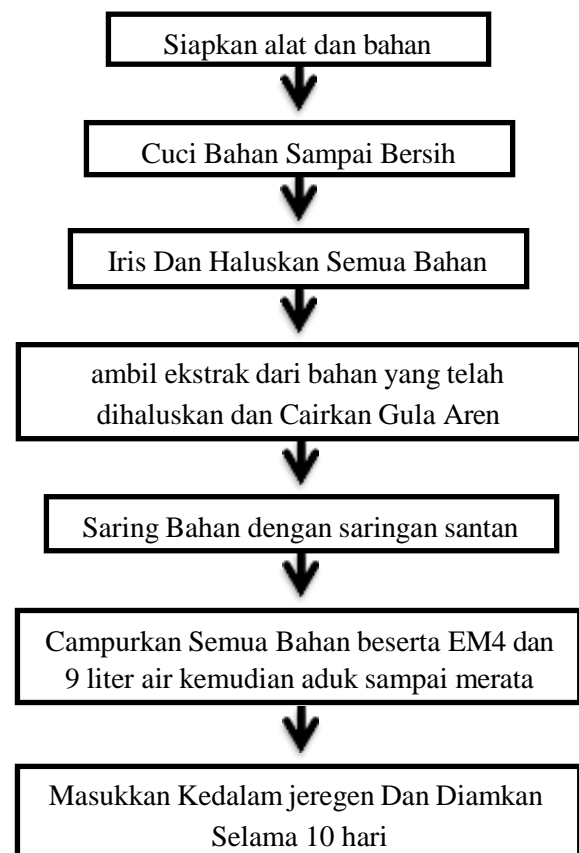 Siapkan alat dan bahan
Cuci Bahan Sampai Bersih
Iris Dan Haluskan Semua Bahan
ambil ekstrak dari bahan yang telah
dihaluskan dan Cairkan Gula Aren
Saring Bahan dengan saringan santan
Campurkan Semua Bahan beserta EM4 dan
9 liter air kemudian aduk sampai merata
Masukkan Kedalam jeregen Dan Diamkan
Selama 10 hari